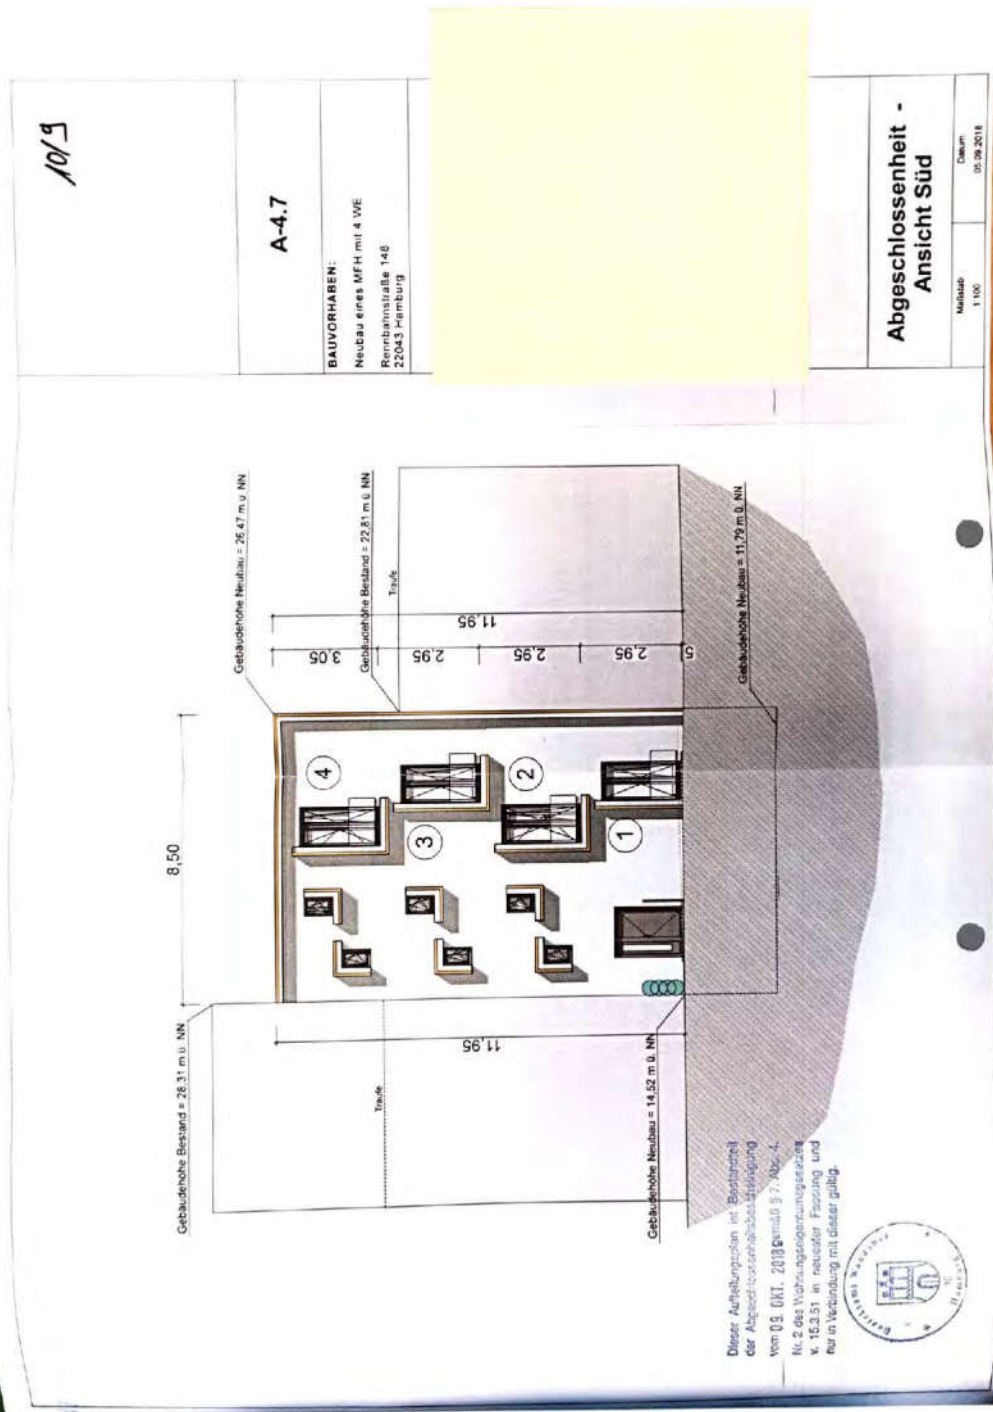 10/9
A-4.7
BAUVORHABEN:
Neubau eines MFH mit 4 WE
Rennbahnstraße 148
22043 Hamburg
Abgeschlossenheit -
Ansicht Süd
Maßstab
1:100
Datum
05.09.2018
8,50
Gebäudehöhe Bestand = 28.31 m ü. NN
Gebäudehöhe Neubau = 26.47 m ü. NN
Gebäudehöhe Bestand = 22,81 m ü. NN
Traufe
Traufe
11,95
11,95
3,05
2,95
2,95
2,95
5
4
3
2
1
Gebäudehöhe Neubau = 14,52 m ü. NN
Gebäudehöhe Neubau = 11,79 m ü. NN
Dieser Aufteilungsplan ist Bestandteil
der Abgeschlossenheitsbescheinigung
vom 09. OKT. 2018 gemäß § 7. Abs. 4.
Nr. 2 des Wohnungseigentumsgesetzes
v. 15.3.51 in neuester Fassung und
nur in Verbindung mit dieser gültig.
Bezirksamt Wandsbek
Hamburg